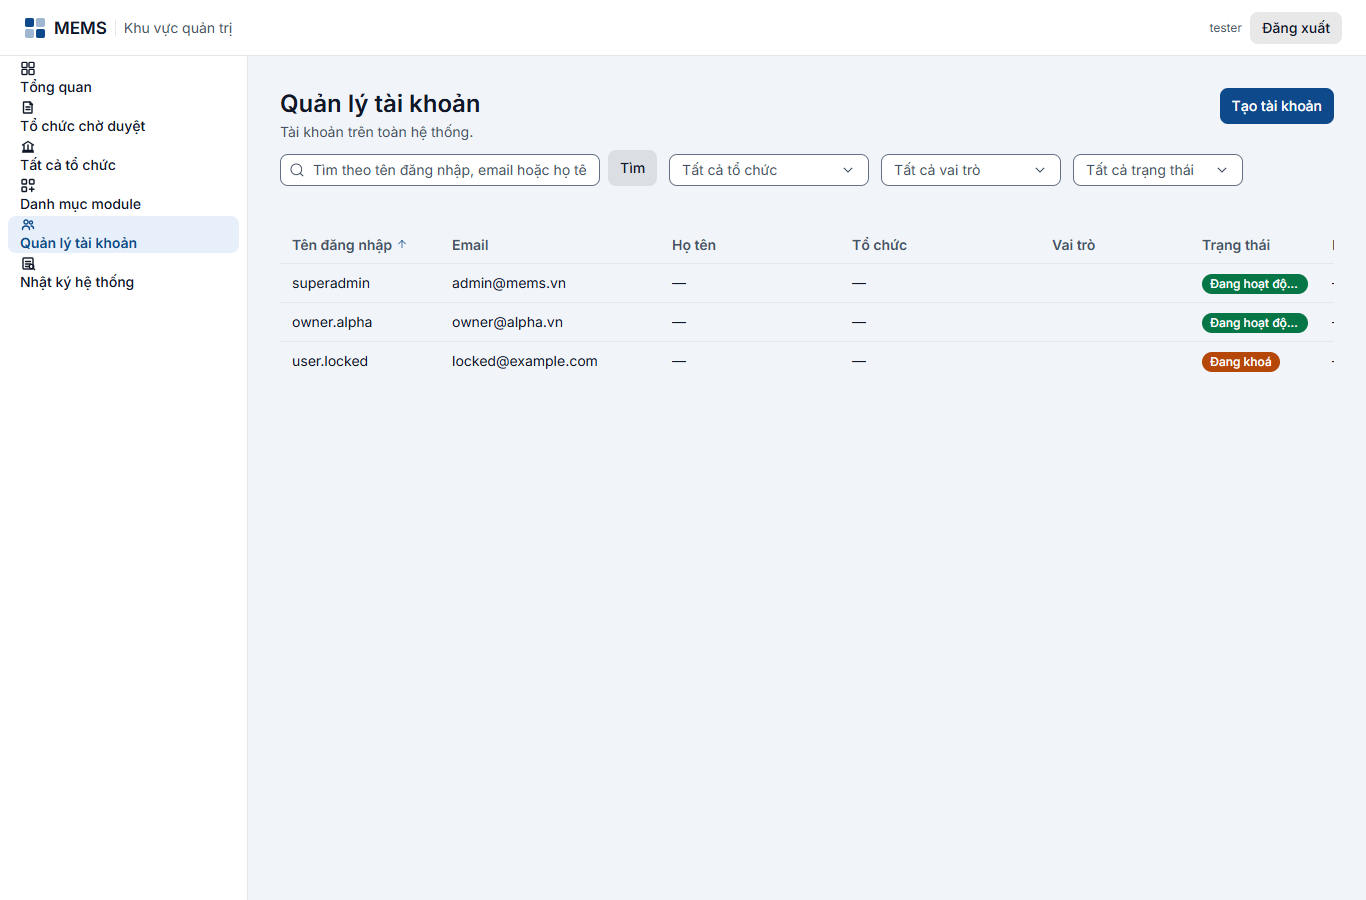 MEMS Khu vực quản trị tester Đăng xuất
Tổng quan
Tổ chức chờ duyệt
Tất cả tổ chức
Danh mục module
Quản lý tài khoản
Nhật ký hệ thống
Quản lý tài khoản
Tạo tài khoản
Tài khoản trên toàn hệ thống.
Tìm theo tên đăng nhập, email hoặc họ tê Tìm Tất cả tổ chức Tất cả vai trò Tất cả trạng thái
Tên đăng nhập ↑ Email Họ tên Tổ chức Vai trò Trạng thái
superadmin admin@mems.vn — — Đang hoạt độ...
owner.alpha owner@alpha.vn — — Đang hoạt độ...
user.locked locked@example.com — — Đang khoá